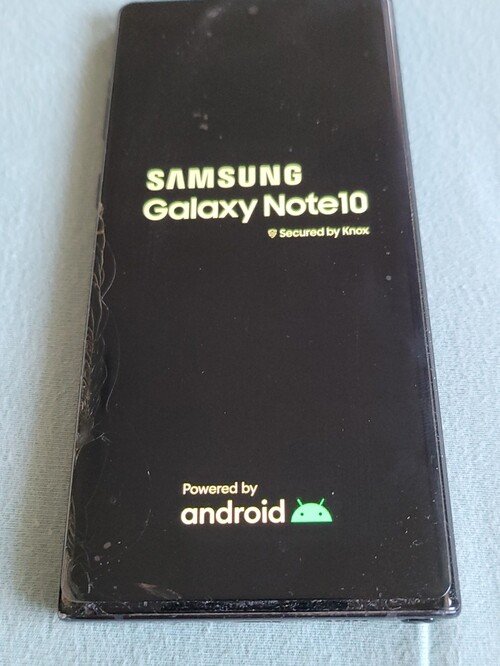 SAMSUNG
Galaxy Note10
Secured by Knox
Powered by
android